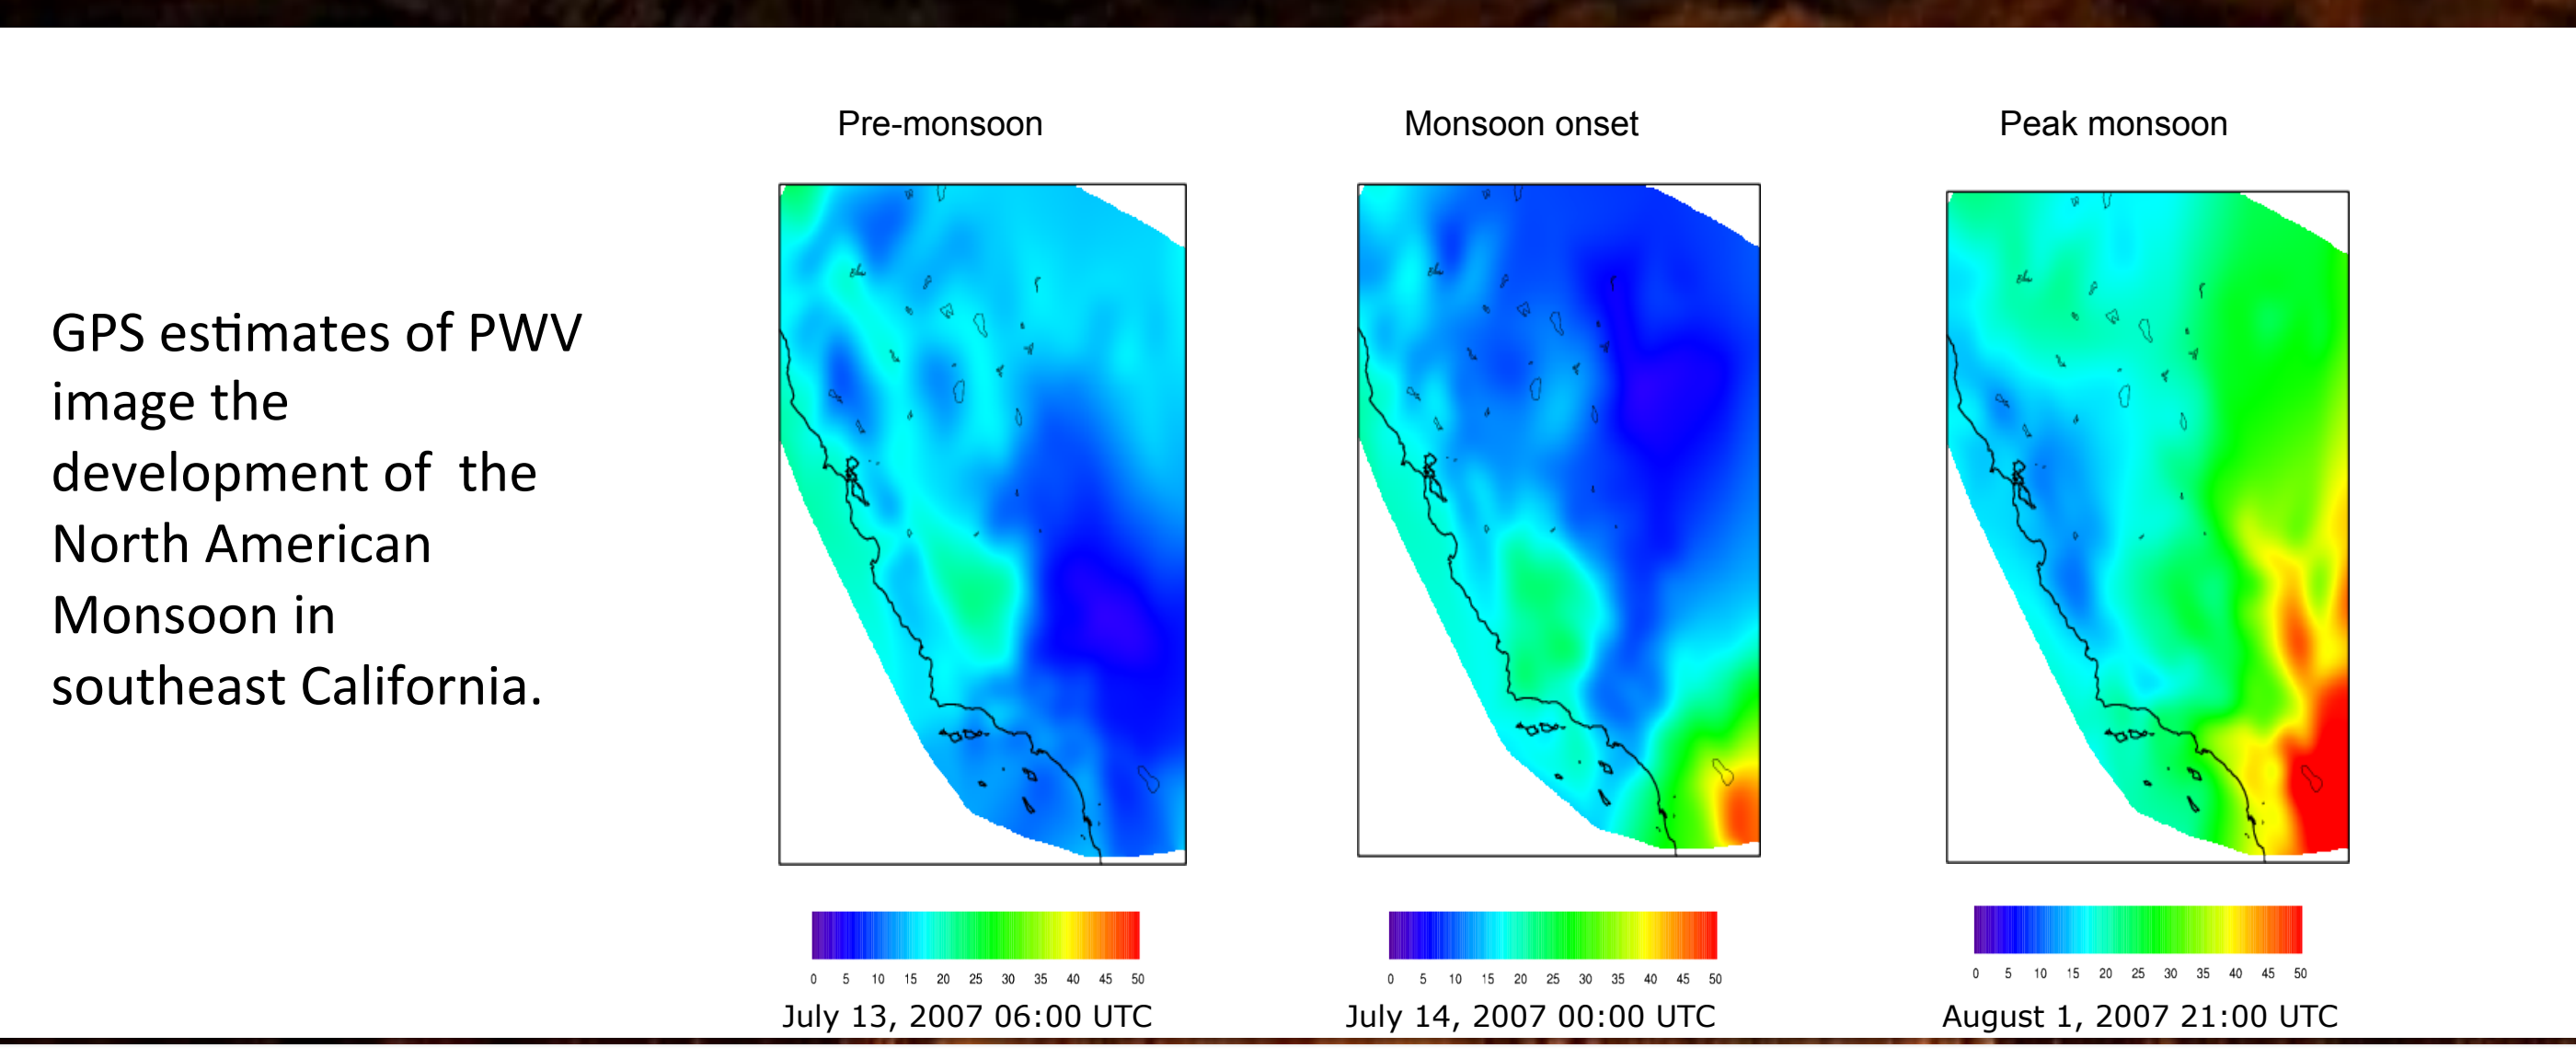 Pre-monsoon
Monsoon onset
Peak monsoon
GPS estimates of PWV
image the
development of  the
North American
Monsoon in
southeast California.
0 5 10 15 20 25 30 35 40 45 50
0 5 10 15 20 25 30 35 40 45 50
0 5 10 15 20 25 30 35 40 45 50
July 13, 2007 06:00 UTC
July 14, 2007 00:00 UTC
August 1, 2007 21:00 UTC